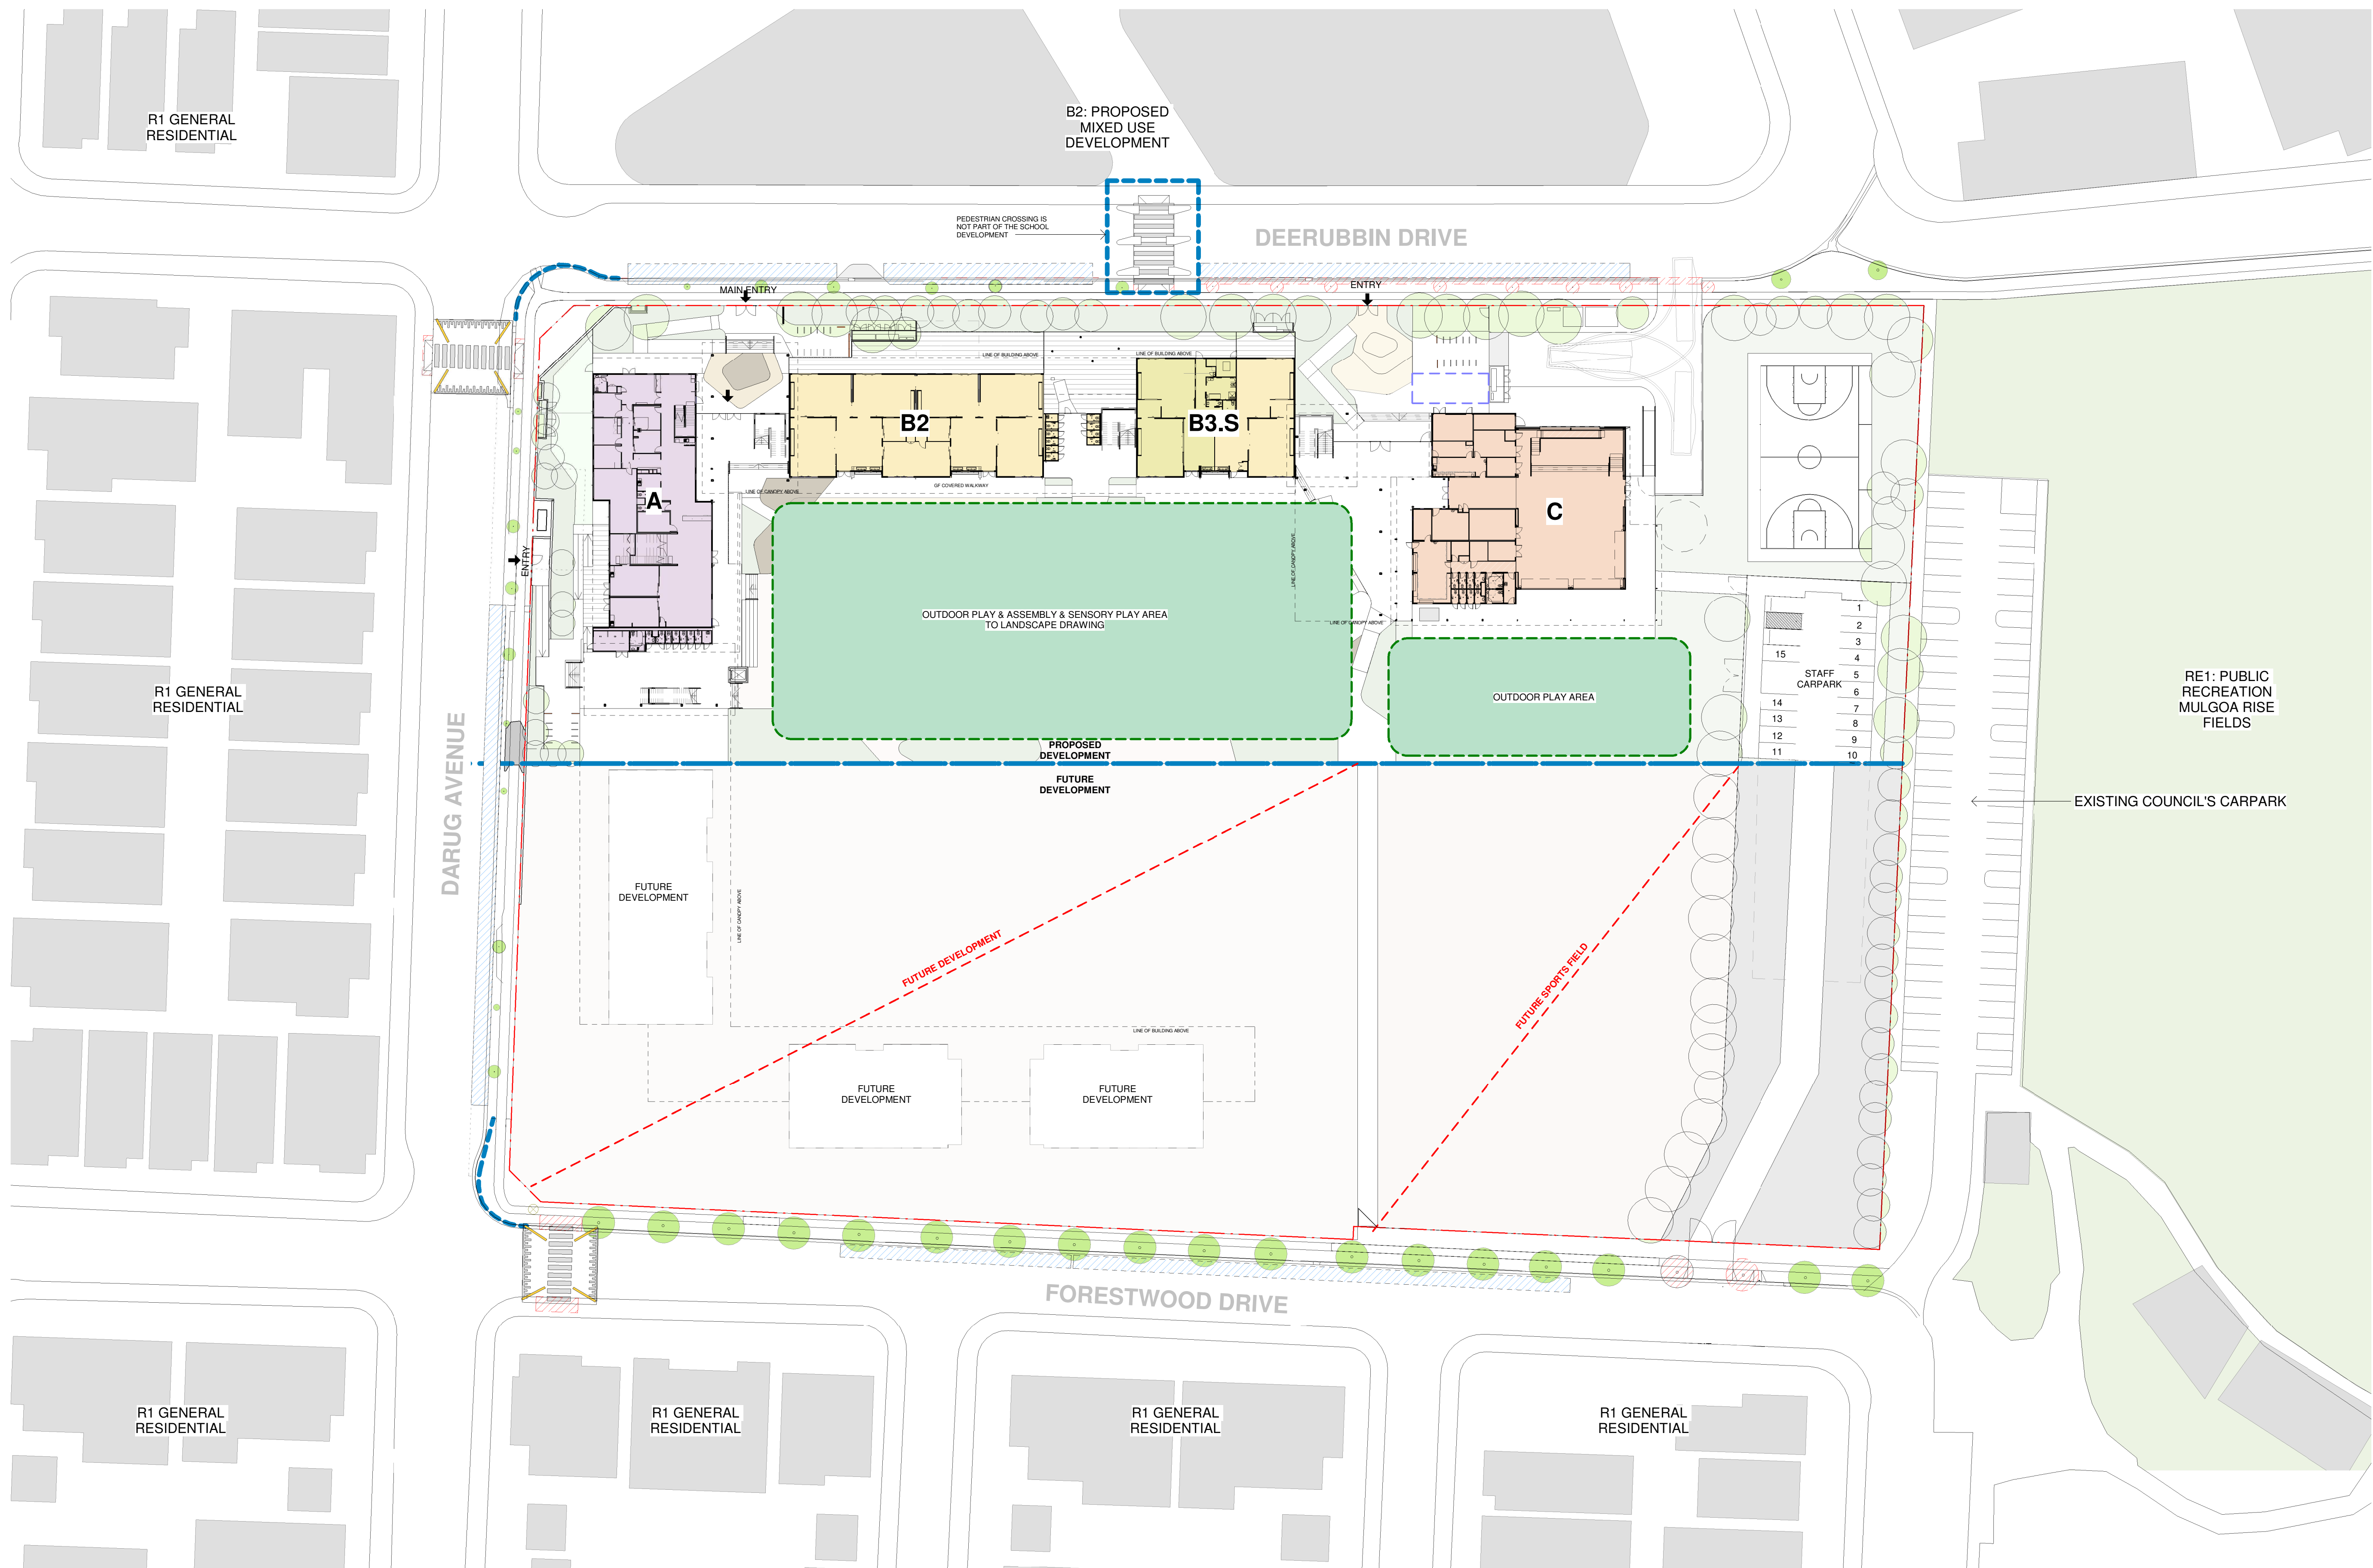 R1 GENERAL
RESIDENTIAL
B2: PROPOSED
MIXED USE
DEVELOPMENT
PEDESTRIAN CROSSING IS
NOT PART OF THE SCHOOL
DEVELOPMENT
DEERUBBIN DRIVE
MAIN ENTRY
ENTRY
LINE OF BUILDING ABOVE
LINE OF BUILDING ABOVE
B2
B3.S
A
C
LINE OF CANOPY ABOVE
GF COVERED WALKWAY
LINE OF CANOPY ABOVE
ENTRY
OUTDOOR PLAY & ASSEMBLY & SENSORY PLAY AREA
TO LANDSCAPE DRAWING
LINE OF CANOPY ABOVE
OUTDOOR PLAY AREA
1
2
3
4
5
6
7
8
9
10
15
14
13
12
11
STAFF
CARPARK
R1 GENERAL
RESIDENTIAL
RE1: PUBLIC
RECREATION
MULGOA RISE
FIELDS
DARUG AVENUE
PROPOSED
DEVELOPMENT
FUTURE
DEVELOPMENT
EXISTING COUNCIL'S CARPARK
FUTURE
DEVELOPMENT
LINE OF CANOPY ABOVE
FUTURE DEVELOPMENT
FUTURE SPORTS FIELD
LINE OF BUILDING ABOVE
FUTURE
DEVELOPMENT
FUTURE
DEVELOPMENT
FORESTWOOD DRIVE
R1 GENERAL
RESIDENTIAL
R1 GENERAL
RESIDENTIAL
R1 GENERAL
RESIDENTIAL
R1 GENERAL
RESIDENTIAL